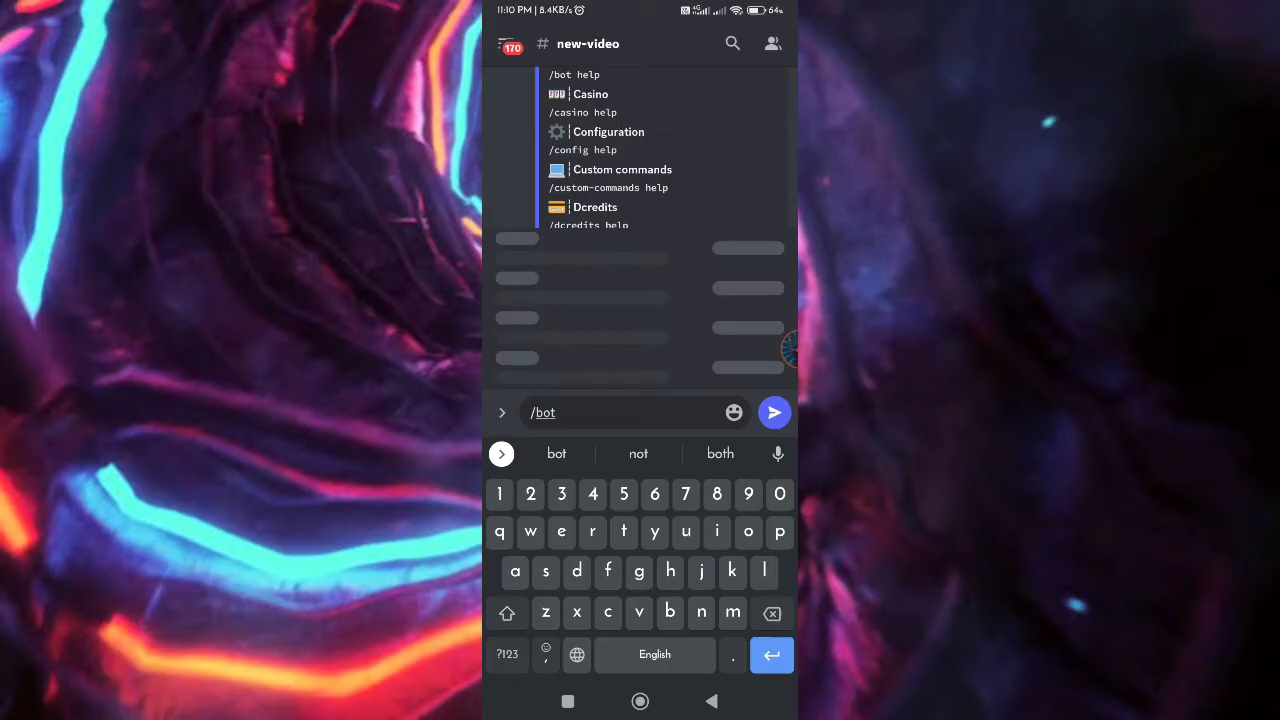 11:10 PM | 8.4KB/s 4G 64%
170 # new-video
/bot help
Casino
/casino help
Configuration
/config help
Custom commands
/custom-commands help
Dcredits
/dcredits help
/bot
bot not both
1 2 3 4 5 6 7 8 9 0
q w e r t y u i o p
a s d f g h j k l
z x c v b n m
?123 , English .